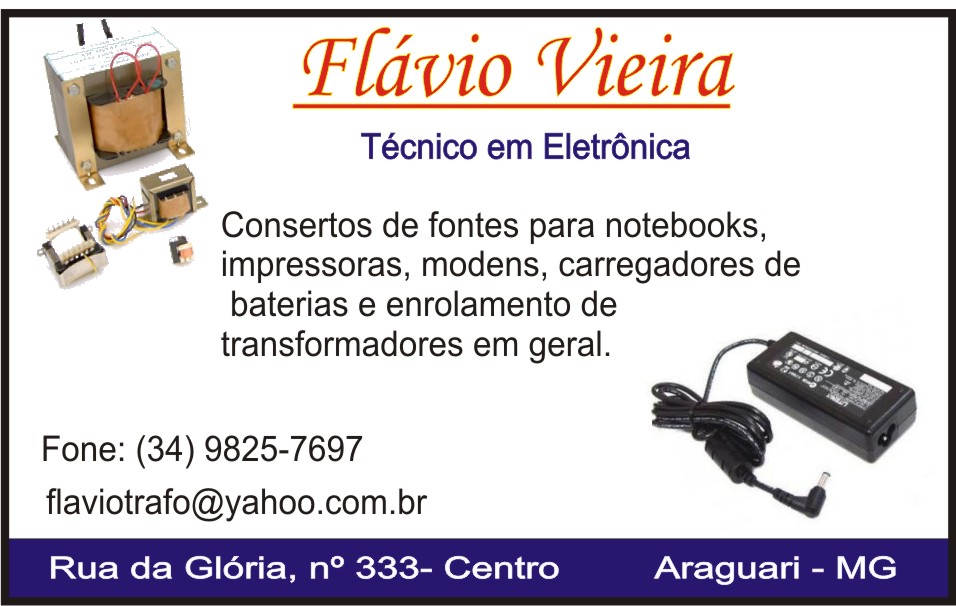 Flávio Vieira
Técnico em Eletrônica
Consertos de fontes para notebooks,
impressoras, modens, carregadores de
baterias e enrolamento de
transformadores em geral.
Fone: (34) 9825-7697
flaviotrafo@yahoo.com.br
Rua da Glória, nº 333- Centro Araguari - MG